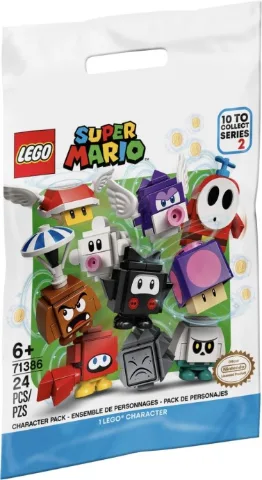 LEGO
SUPER
MARIO
10 TO
COLLECT
SERIES
2
6+
71386
24
PCS/
PZS
CHARACTER PACK - ENSEMBLE DE PERSONNAGES - PACK DE PERSONAJES
1 LEGO CHARACTER
Nintendo